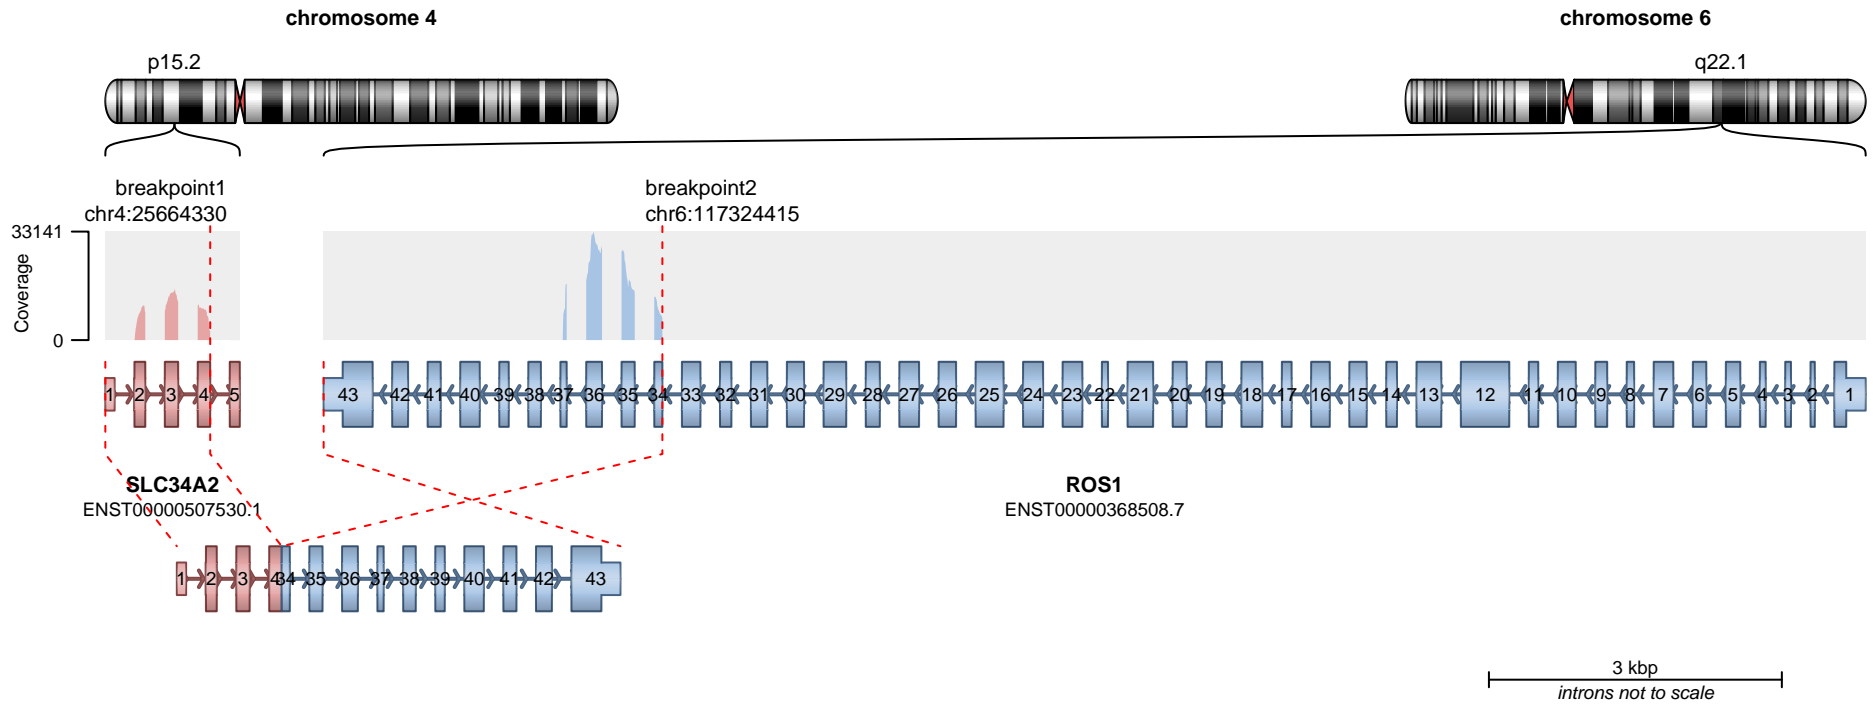 chromosome 4
chromosome 6
p15.2
q22.1
breakpoint1
chr4:25664330
breakpoint2
chr6:117324415
33141
Coverage
0
1 2 3 4 5
43 42 41 40 39 38 37 36 35 34 33 32 31 30 29 28 27 26 25 24 23 22 21 20 19 18 17 16 15 14 13 12 11 10 9 8 7 6 5 4 3 2 1
SLC34A2
ENST00000507530.1
ROS1
ENST00000368508.7
1 2 3 4 34 35 36 37 38 39 40 41 42 43
3 kbp
introns not to scale